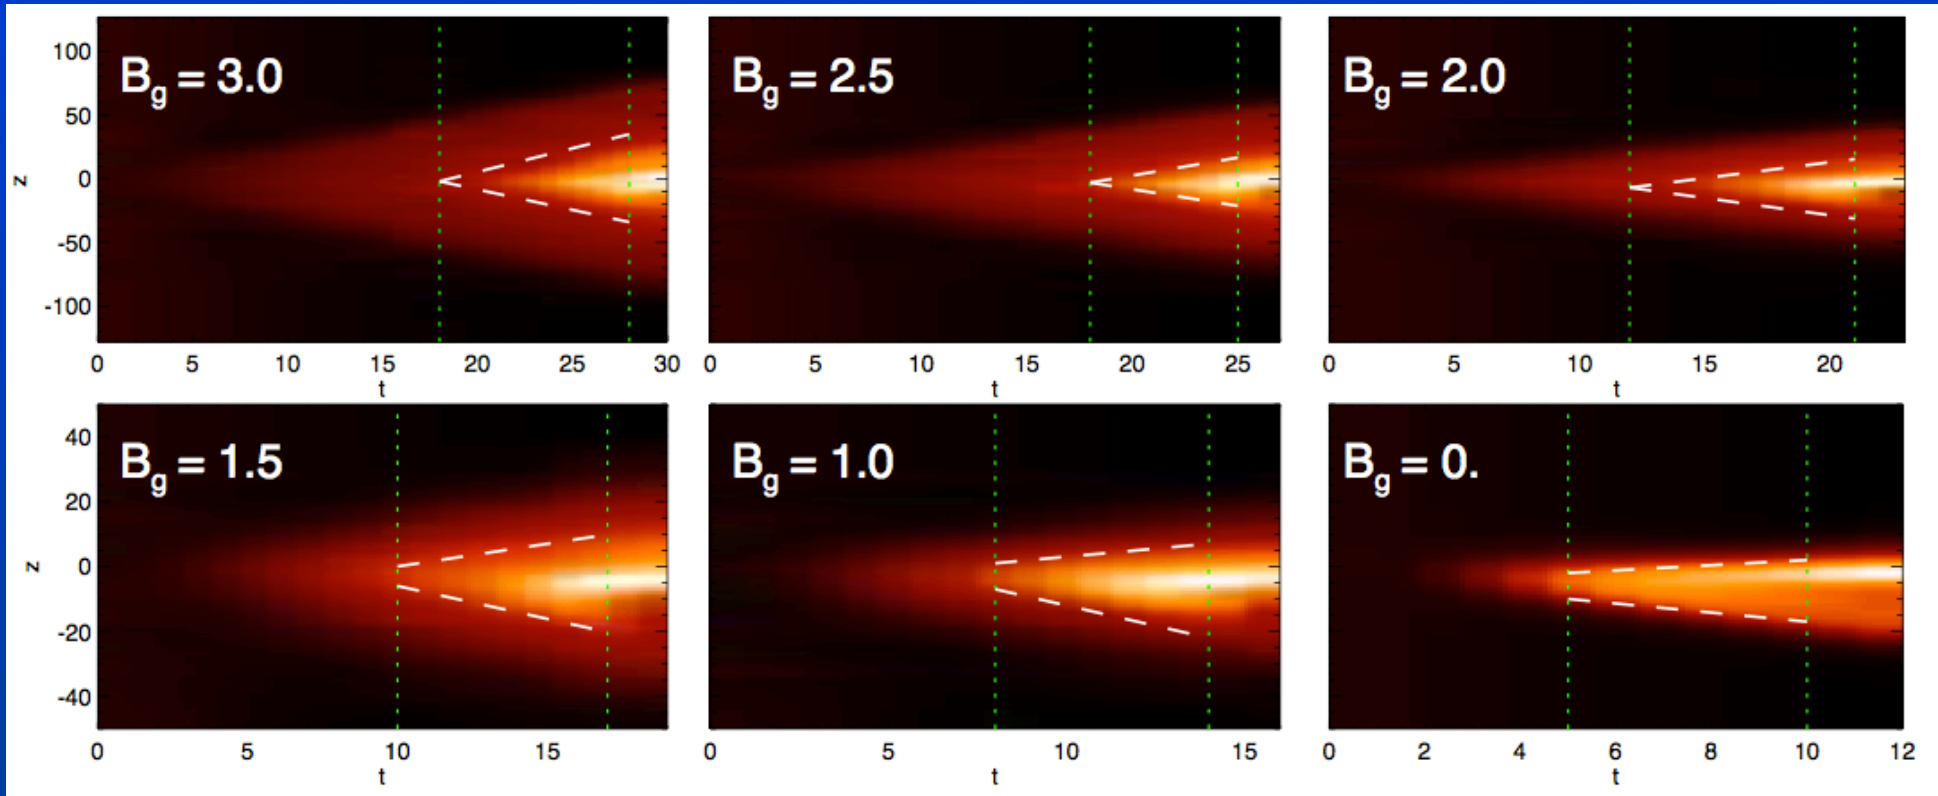 B_g = 3.0
B_g = 2.5
B_g = 2.0
100
50
0
-50
-100
z
0 5 10 15 20 25 30
t
0 5 10 15 20 25
t
0 5 10 15 20
t
B_g = 1.5
B_g = 1.0
B_g = 0.
40
20
0
-20
-40
z
0 5 10 15
t
0 5 10 15
t
0 2 4 6 8 10 12
t